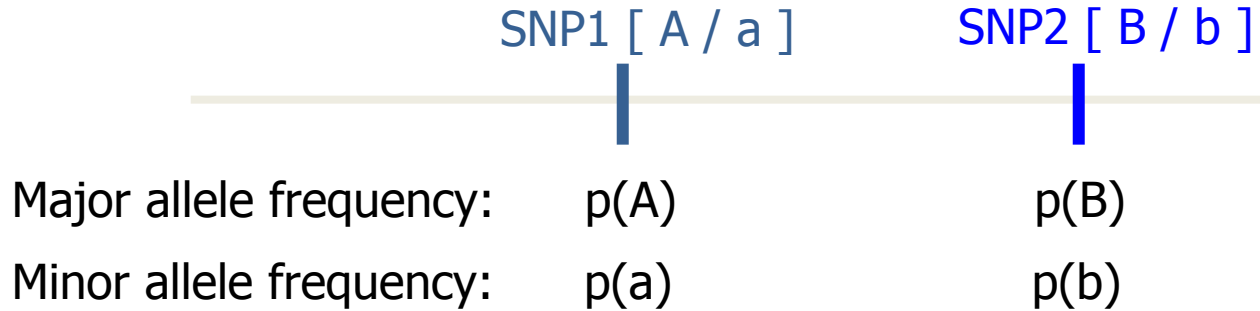 SNP1 [ A / a ] SNP2 [ B / b ]
Major allele frequency: p(A) p(B)
Minor allele frequency: p(a) p(b)